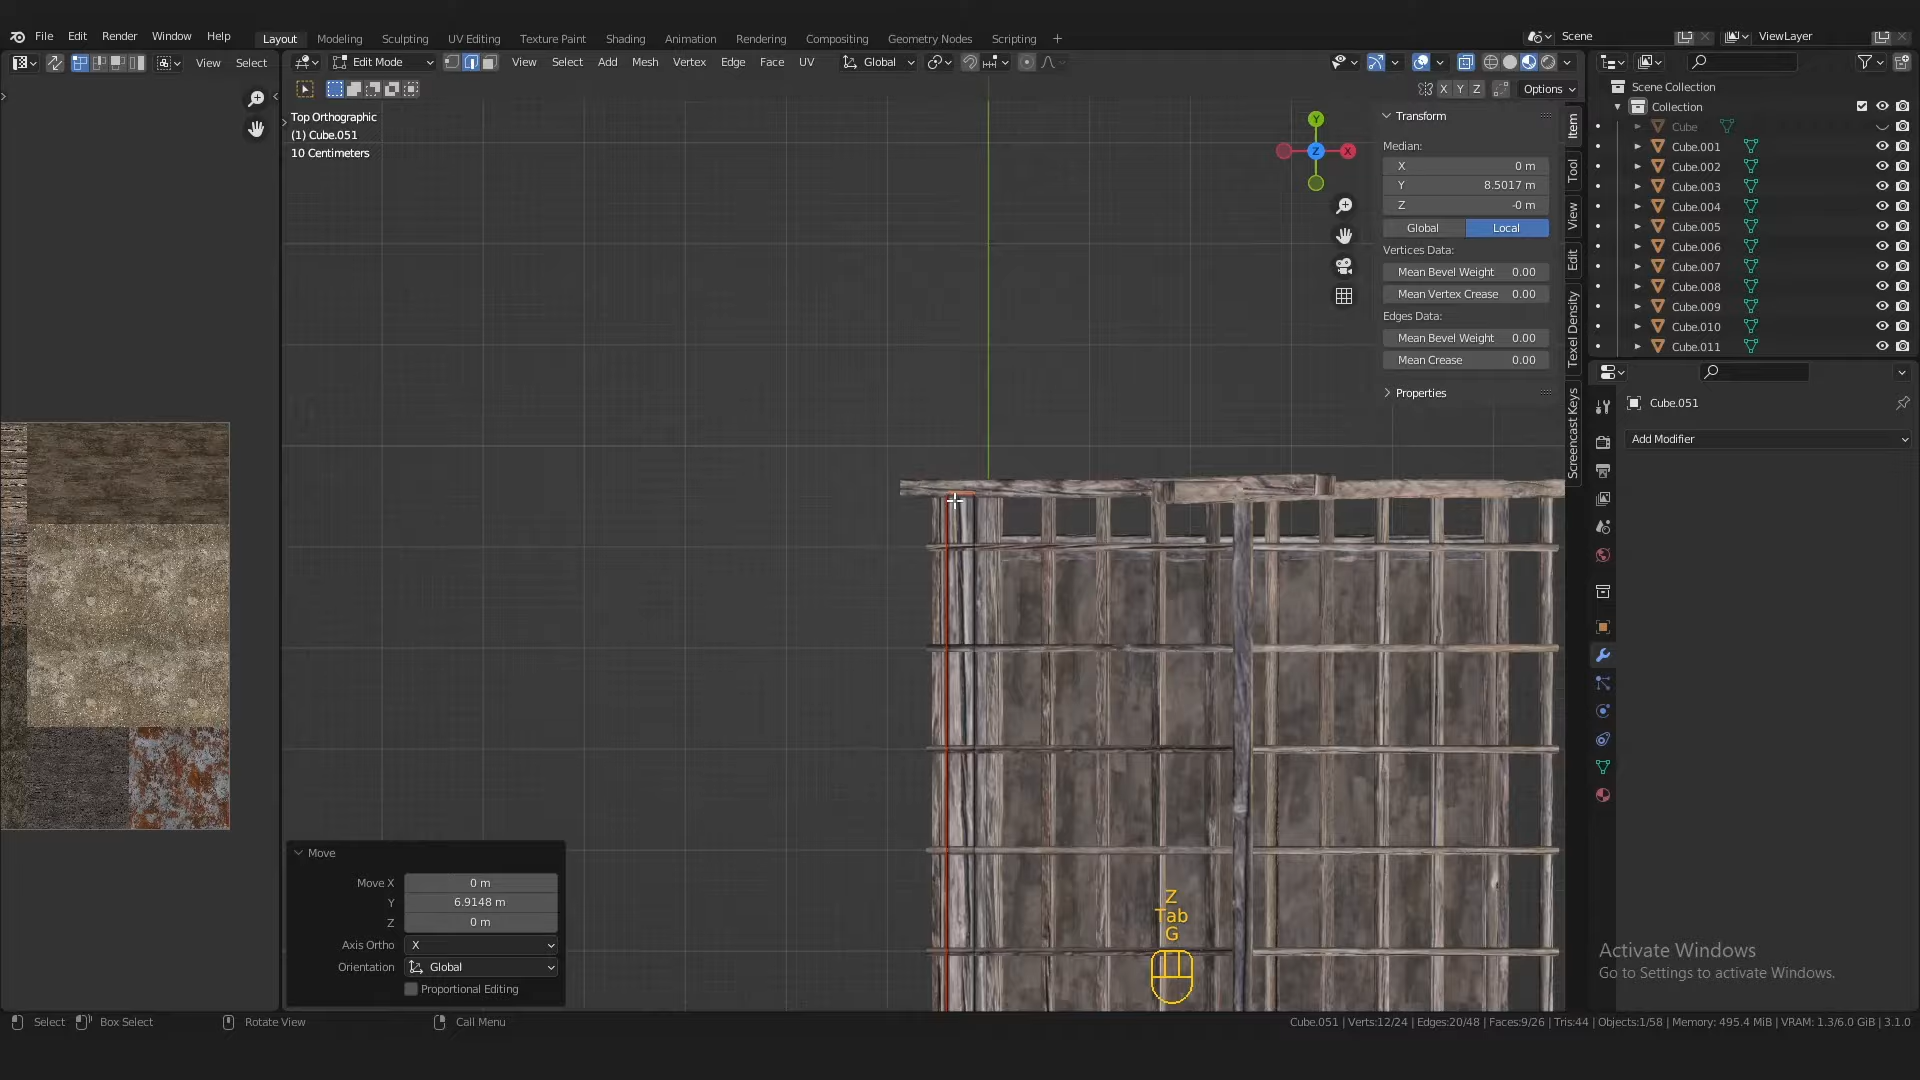 File Edit Render Window Help Layout Modeling Sculpting UV Editing Texture Paint Shading Animation Rendering Compositing Geometry Nodes Scripting + Scene ViewLayer
View Select Edit Mode View Select Add Mesh Vertex Edge Face UV Global
X Y Z Options
Top Orthographic
(1) Cube.051
10 Centimeters
Y
Z
X
Transform
Median:
X 0 m
Y 8.5017 m
Z -0 m
Global Local
Vertices Data:
Mean Bevel Weight 0.00
Mean Vertex Crease 0.00
Edges Data:
Mean Bevel Weight 0.00
Mean Crease 0.00
Properties
Item
Tool
View
Edit
Texel Density
Screencast Keys
Scene Collection
Collection
Cube
Cube.001
Cube.002
Cube.003
Cube.004
Cube.005
Cube.006
Cube.007
Cube.008
Cube.009
Cube.010
Cube.011
Cube.051
Add Modifier
Move
Move X 0 m
Y 6.9148 m
Z 0 m
Axis Ortho X
Orientation Global
Proportional Editing
Z
Tab
G
Activate Windows
Go to Settings to activate Windows.
Select Box Select Rotate View Call Menu
Cube.051 | Verts:12/24 | Edges:20/48 | Faces:9/26 | Tris:44 | Objects:1/58 | Memory: 495.4 MiB | VRAM: 1.3/6.0 GiB | 3.1.0